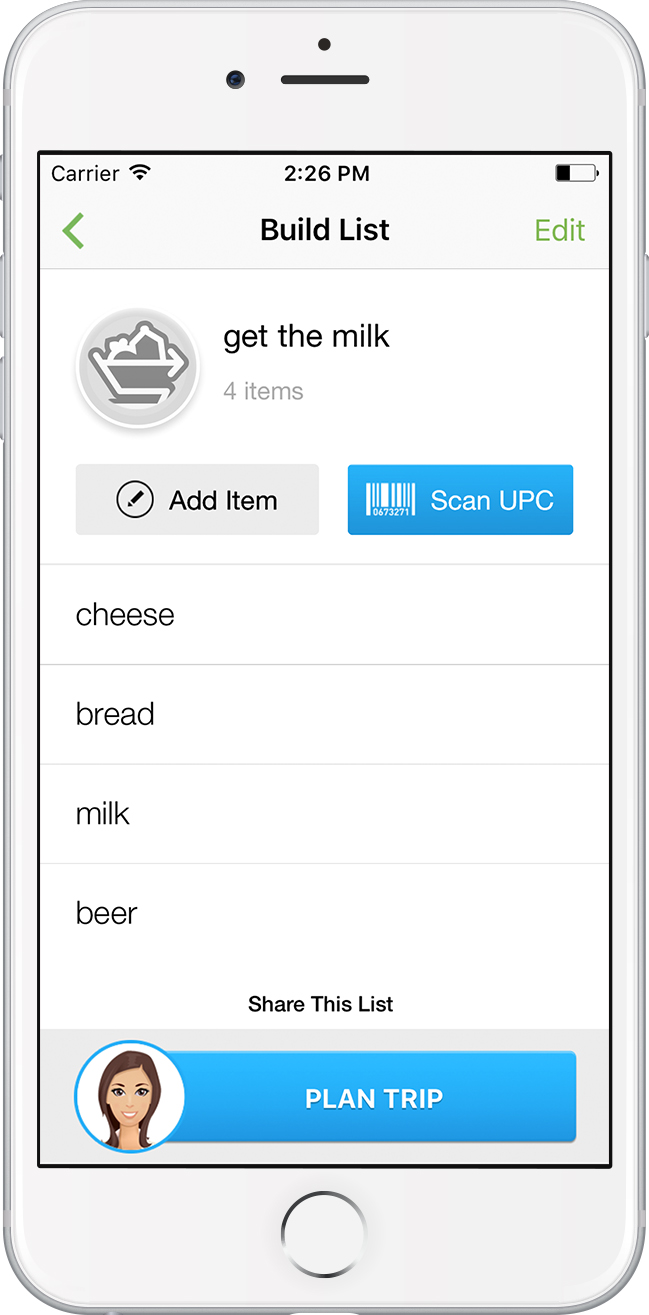 Carrier 2:26 PM
Build List Edit
get the milk
4 items
Add Item
0673271 Scan UPC
cheese
bread
milk
beer
Share This List
PLAN TRIP